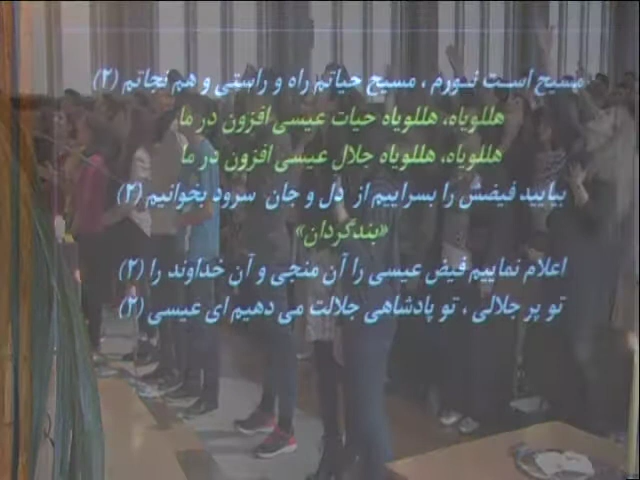 مسیح است نورم ، مسیح حیاتم راه و راستی و هم نجاتم (۲)
هللویاه، هللویاه حیات عیسی افزون در ما
هللویاه، هللویاه جلال عیسی افزون در ما
بیایید فیضش را بسراییم از دل و جان سرود بخوانیم (۲)
«بندگردان»
اعلام نماییم فیض عیسی را آن منجی و آن خداوند را (۲)
تو پر جلالی ، تو پادشاهی جلالت می دهیم ای عیسی (۲)